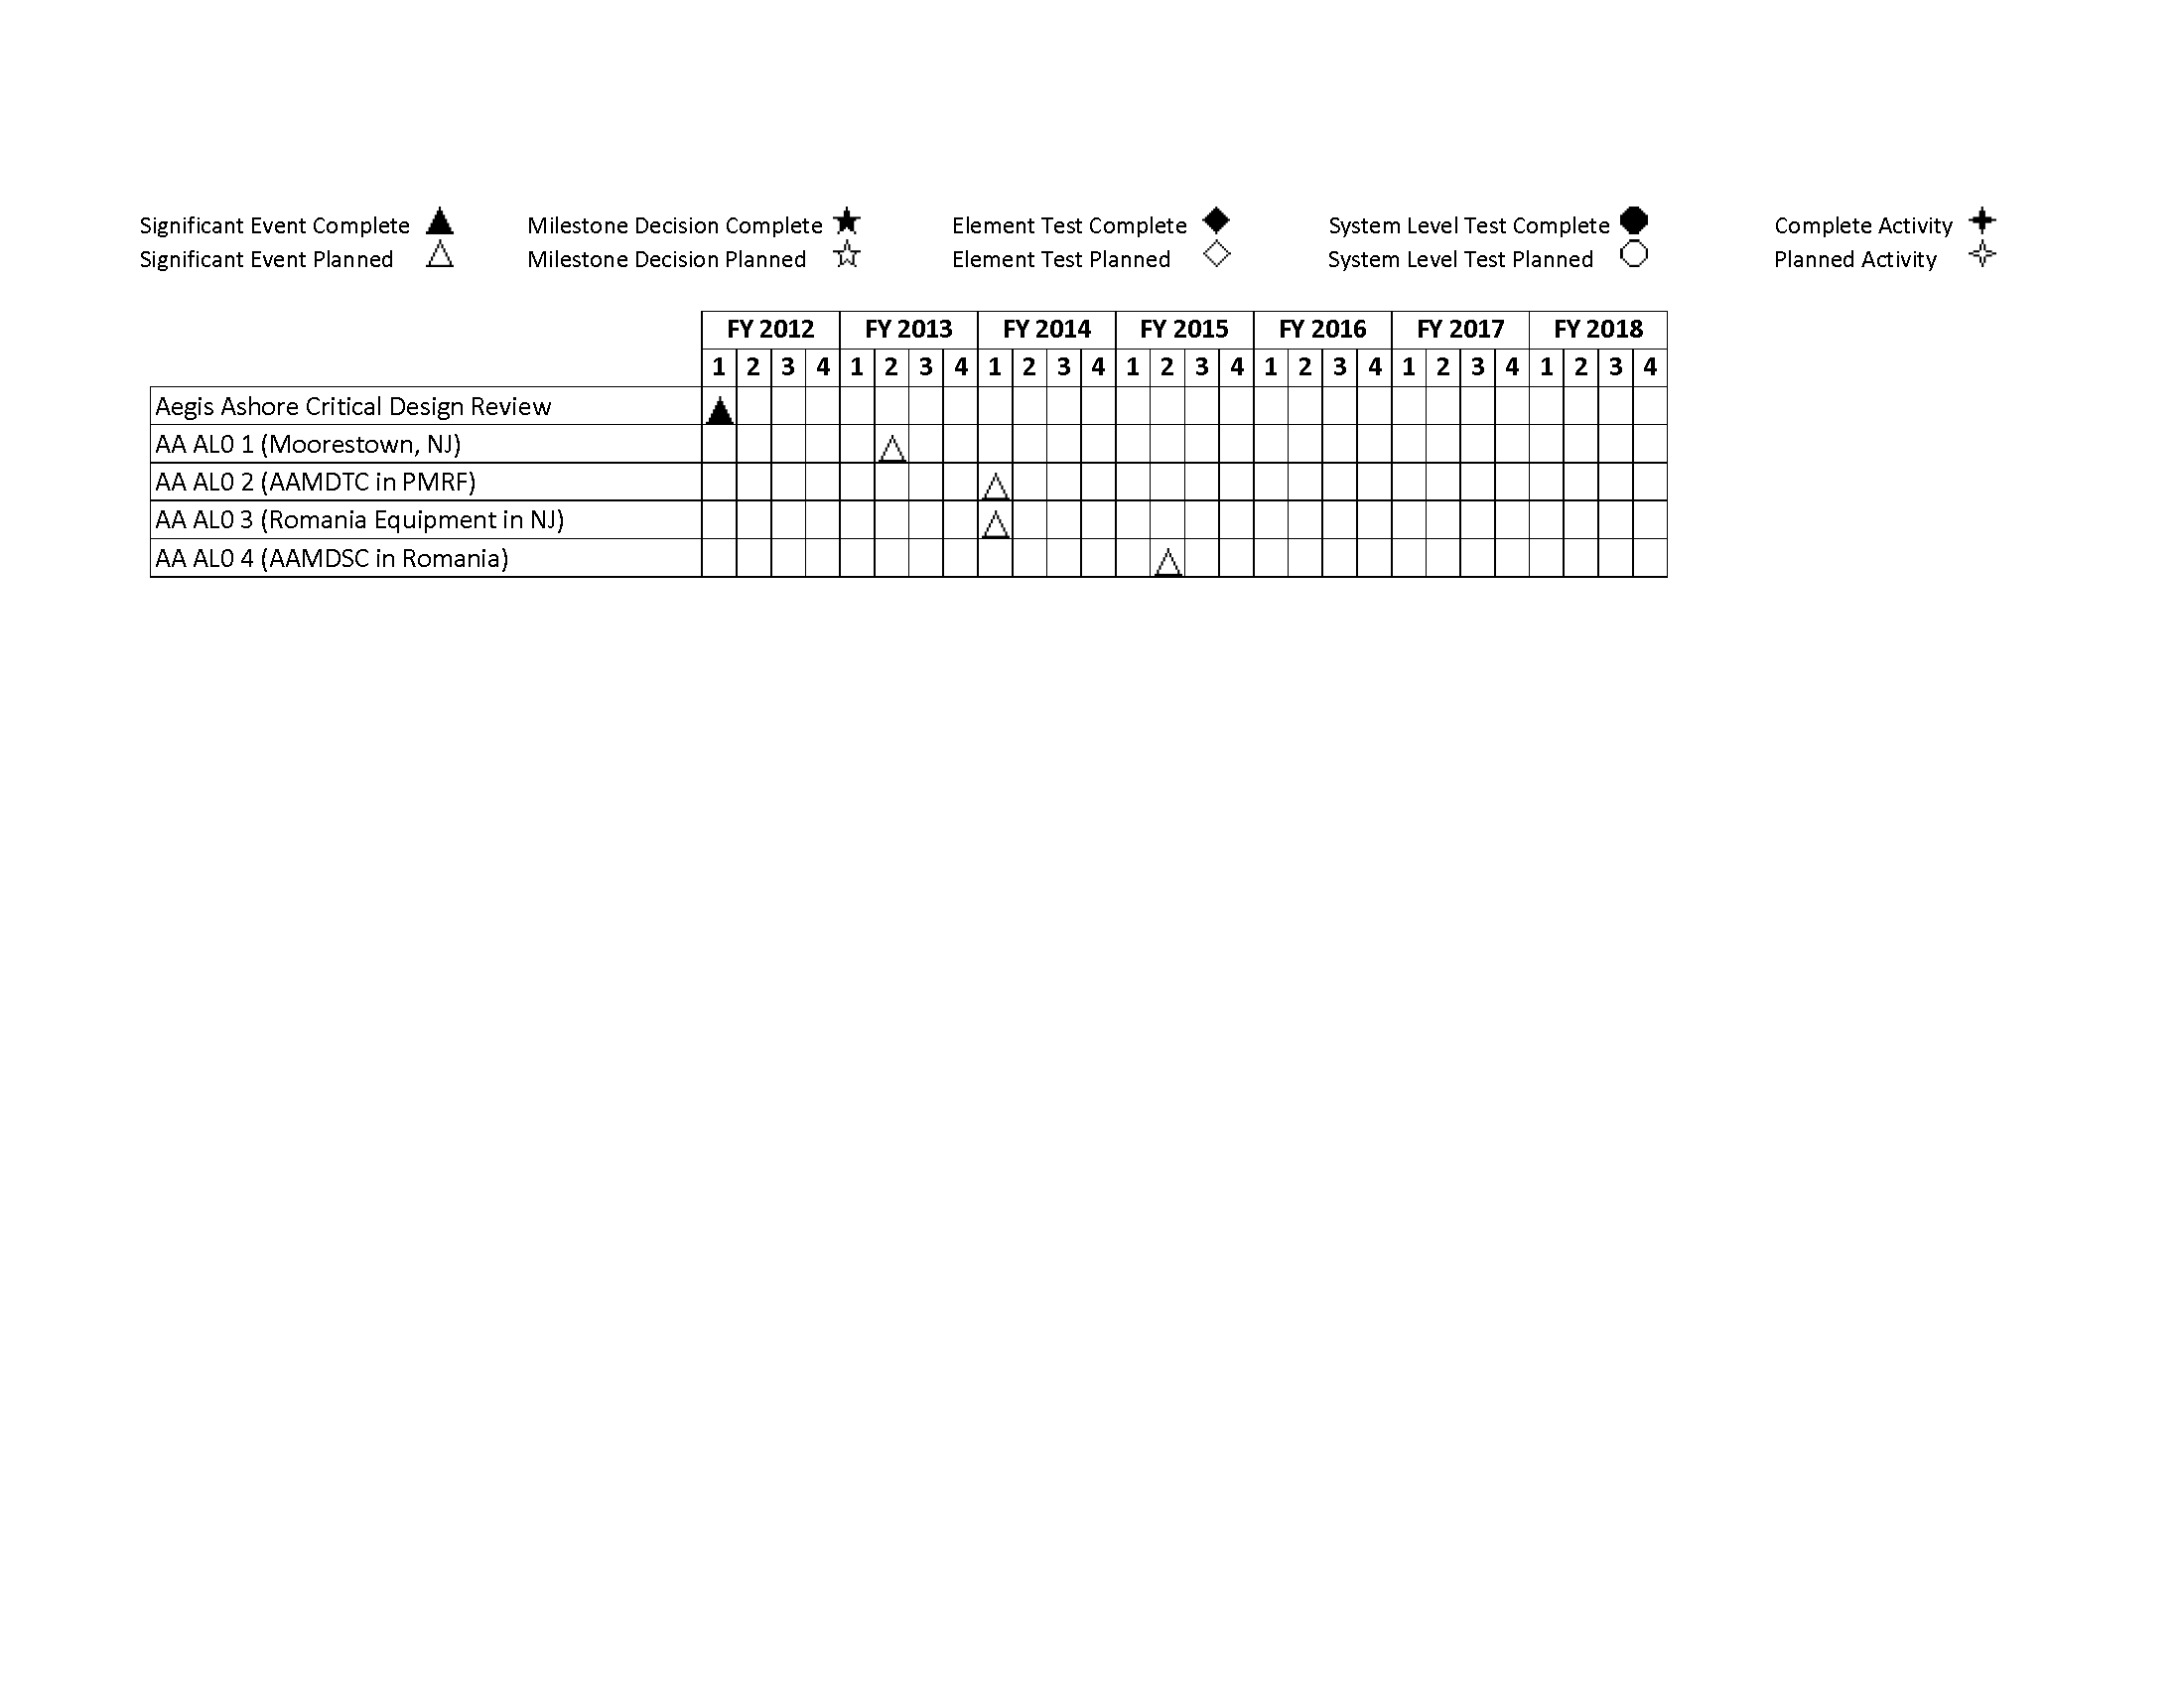 Significant Event Complete ▲ Milestone Decision Complete ★ Element Test Complete ◆ System Level Test Complete ● Complete Activity ✦
Significant Event Planned △ Milestone Decision Planned ☆ Element Test Planned ◇ System Level Test Planned ○ Planned Activity ✧
FY 2012 FY 2013 FY 2014 FY 2015 FY 2016 FY 2017 FY 2018
1 2 3 4 1 2 3 4 1 2 3 4 1 2 3 4 1 2 3 4 1 2 3 4 1 2 3 4
Aegis Ashore Critical Design Review ▲
AA AL0 1 (Moorestown, NJ) △
AA AL0 2 (AAMDTC in PMRF) △
AA AL0 3 (Romania Equipment in NJ) △
AA AL0 4 (AAMDSC in Romania) △